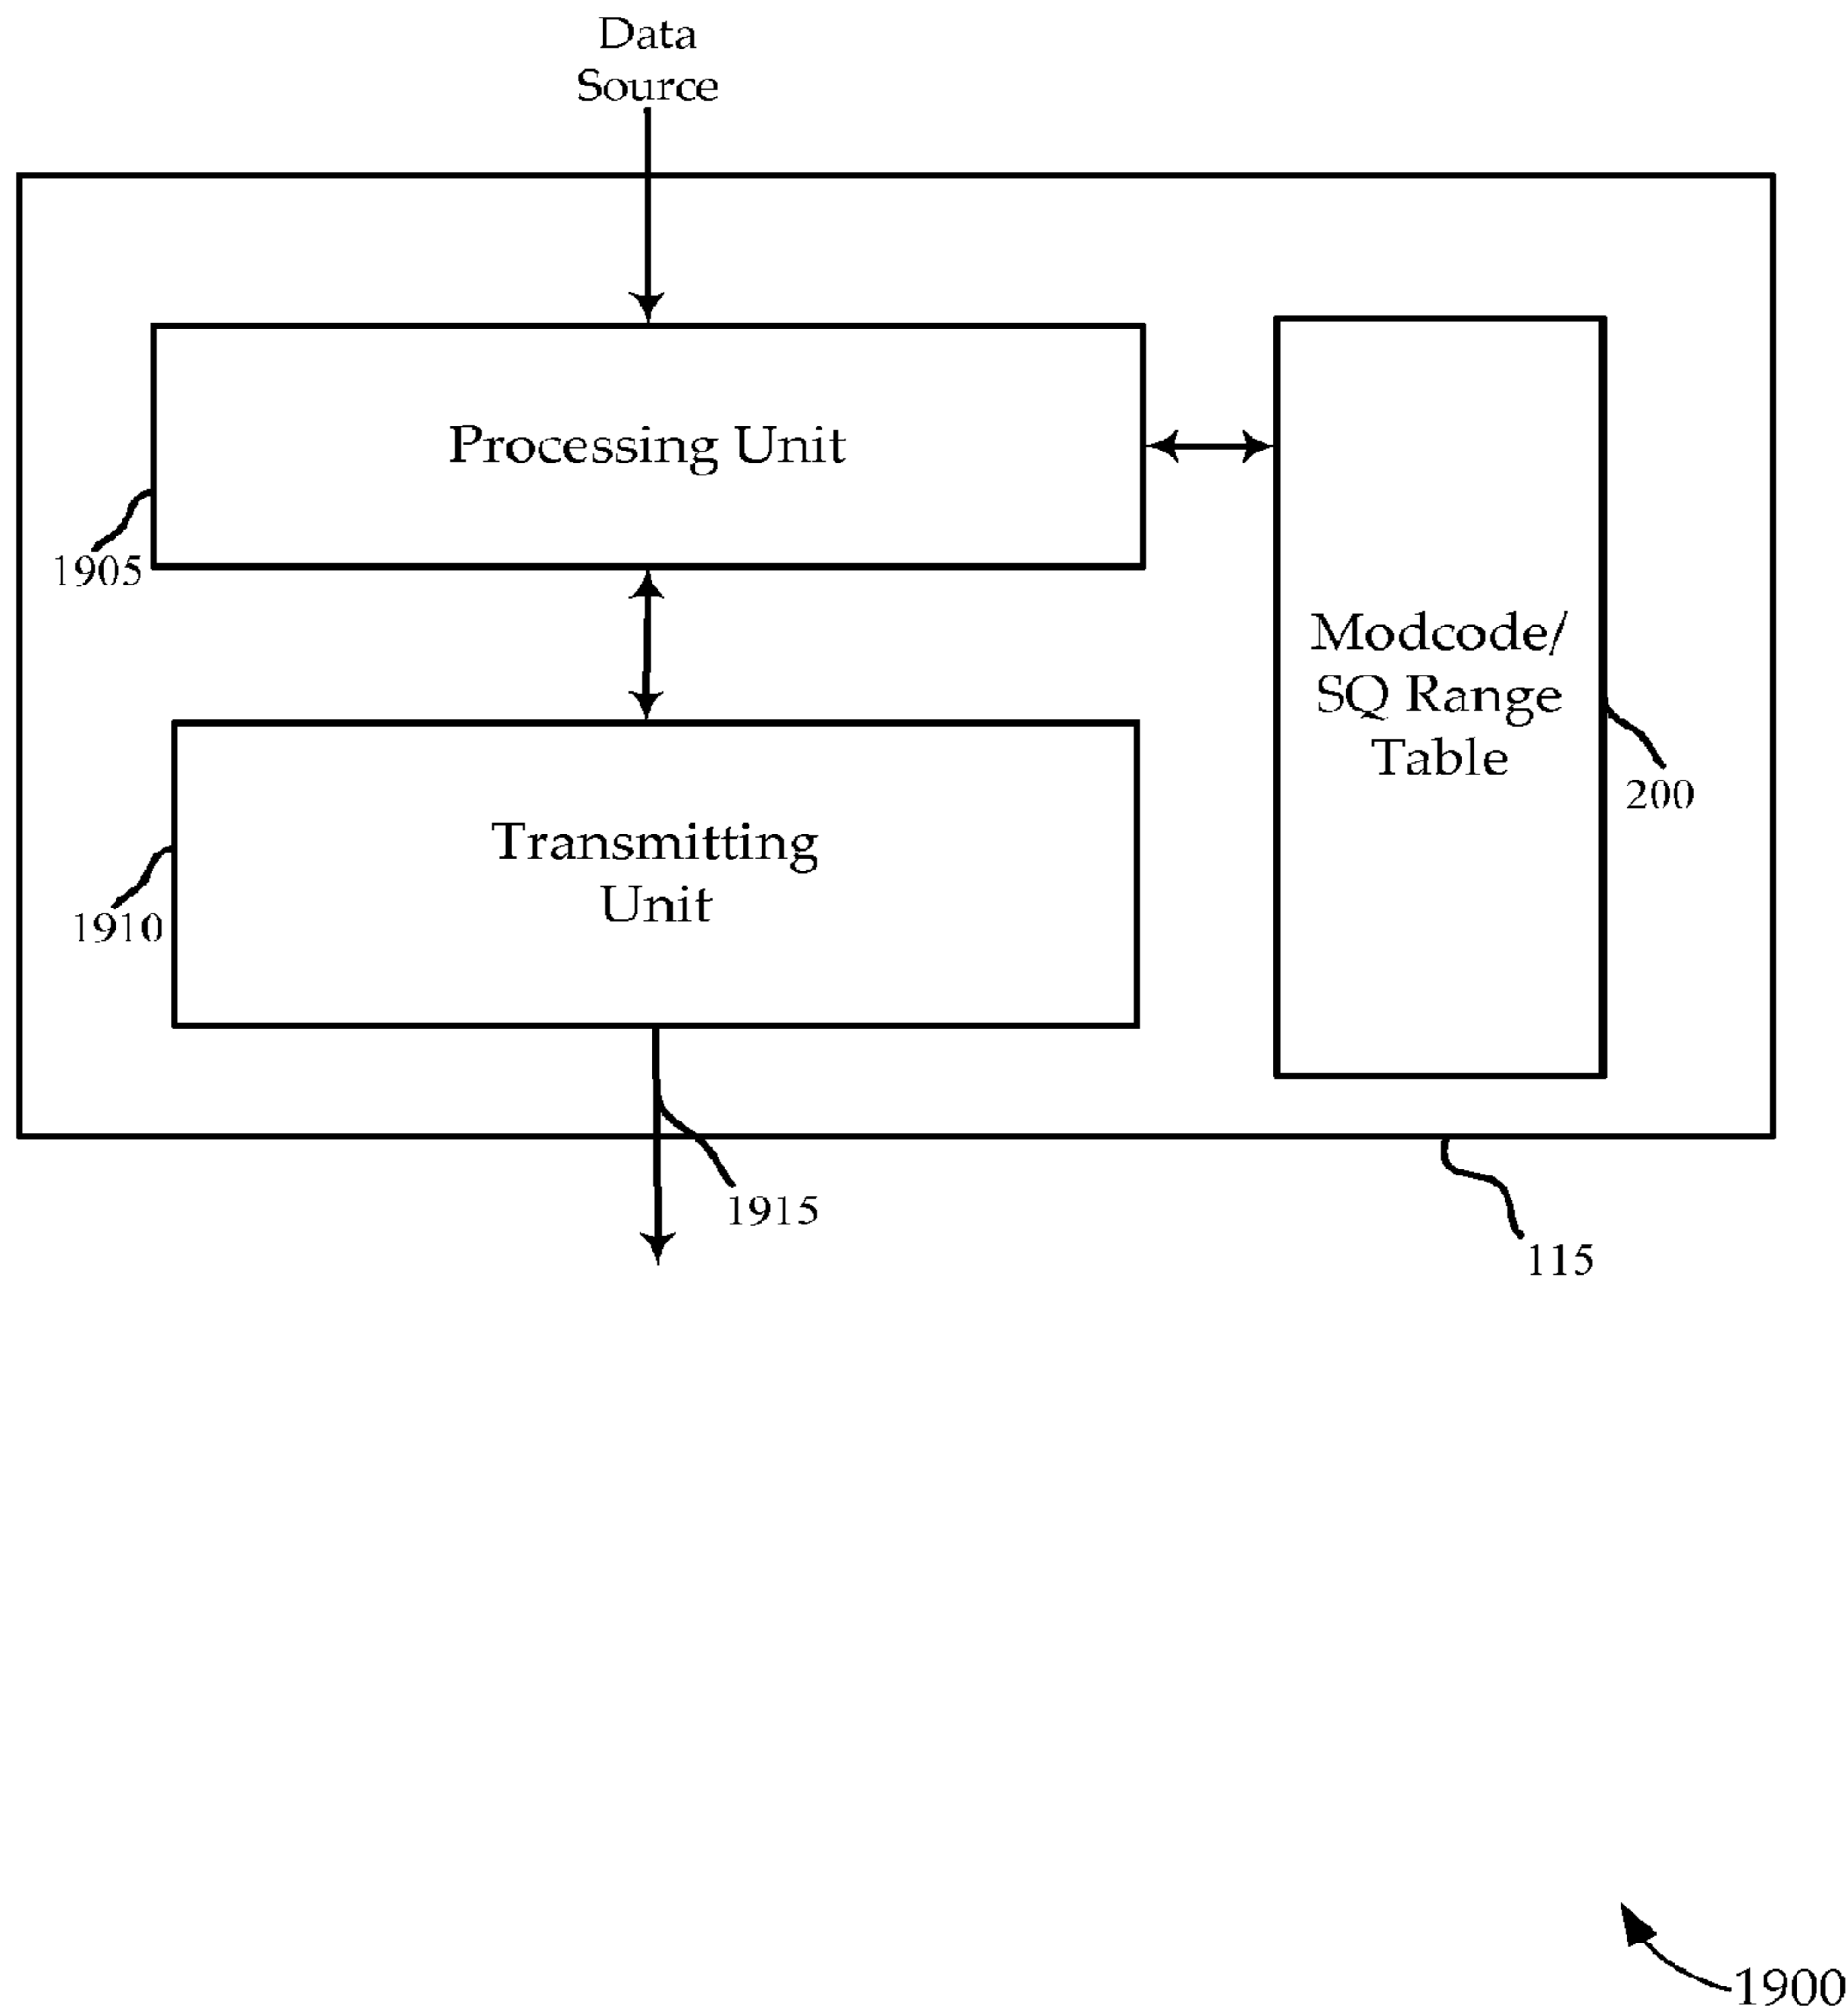 Data
Source
Processing Unit
1905
Modcode/
SQ Range
Table
200
Transmitting
Unit
1910
1915
115
1900